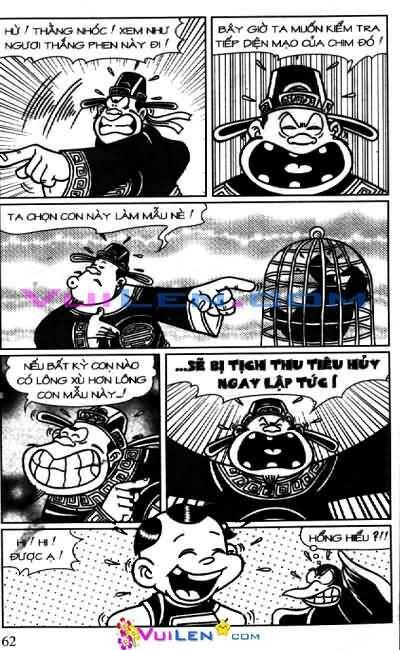 HỪ! THẰNG NHÓC! XEM NHƯ
NGƯƠI THẮNG PHEN NÀY ĐI!
BÂY GIỜ TA MUỐN KIỂM TRA
TIẾP DIỆN MẠO CỦA CHIM ĐÓ!
TA CHỌN CON NÀY LÀM MẪU NÈ!
VUILEN.COM
NẾU BẤT KỲ CON NÀO
CÓ LÔNG XÙ HƠN LÔNG
CON MẪU NÀY..!
...SẼ BỊ TỊCH THU TIÊU HỦY
NGAY LẬP TỨC!
HI! HI!
ĐƯỢC Ạ!
HỔNG HIỂU?!!
62
VUILEN.COM